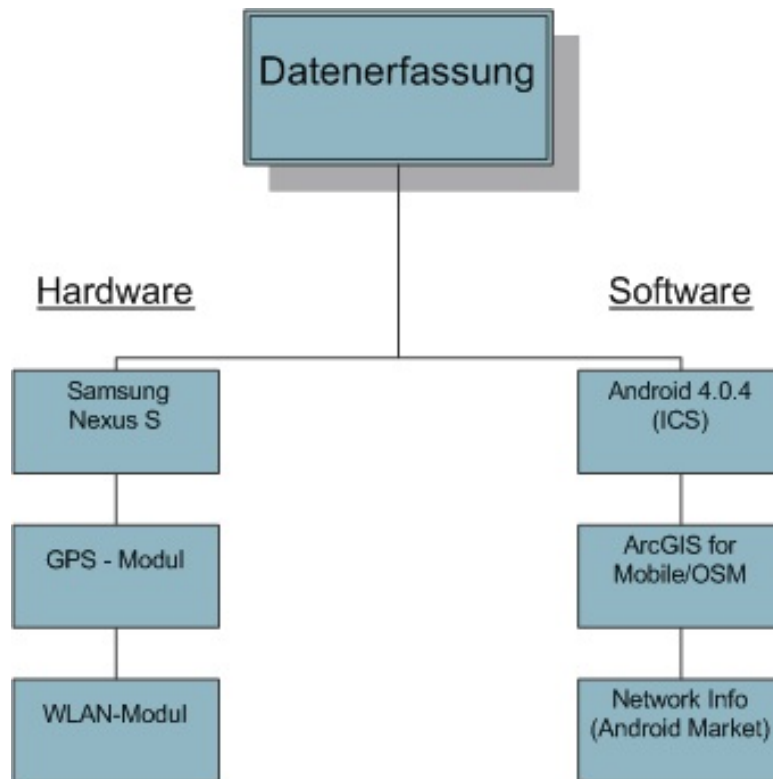 Datenerfassung
Hardware
Software
Samsung
Nexus S
Android 4.0.4
(ICS)
GPS - Modul
ArcGIS for
Mobile/OSM
WLAN-Modul
Network Info
(Android Market)